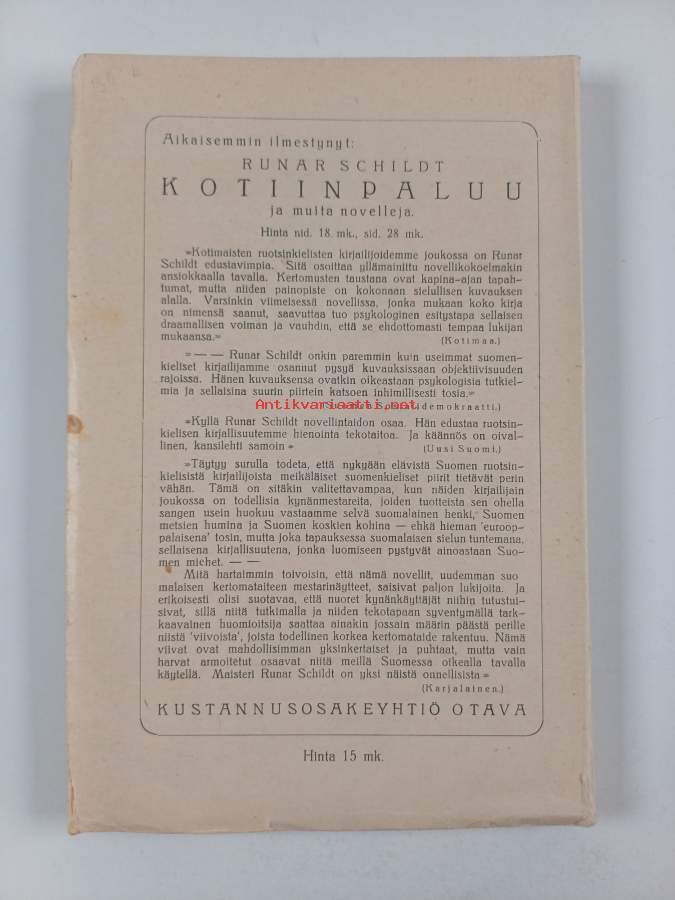 Aikaisemmin ilmestynyt:
RUNAR SCHILDT
KOTIINPALUU
ja muita novelleja.
Hinta nid. 18. mk., sid. 28 mk.
»Kotimaisten ruotsinkielisten kirjailijoidemme joukossa on Runar
Schildt edustavimpia. Sitä osoittaa yllämainittu novellikokoelmakin
ansiokkaalla tavalla. Kertomusten taustana ovat kapina-ajan tapah-
tumat, mutta niiden painopiste on kokonaan sielullisen kuvauksen
alalla. Varsinkin viimeisessä novellissa, jonka mukaan koko kirja
on nimensä saanut, saavuttaa tuo psykologinen esitystapa sellaisen
draamallisen voiman ja vauhdin, että se ehdottomasti tempaa lukijan
mukaansa.»
(Kotimaa.)
»— — Runar Schildt onkin paremmin kuin useimmat suomen-
kieliset kirjailijamme osannut pysyä kuvauksissaan objektiivisuuden
rajoissa. Hänen kuvauksensa ovatkin oikeastaan psykologisia tutkiel-
mia ja sellaisina suurin piirtein katsoen inhimillisesti tosia.»
Antikvariaatti.net
(Suomen Sosialidemokraatti.)
»Kyllä Runar Schildt novellintaidon osaa. Hän edustaa ruotsin-
kielisen kirjallisuutemme hienointa tekotaitoa. Ja käännös on oival-
linen, kansilehti samoin »
(Uusi Suomi.)
»Täytyy surulla todeta, että nykyään elävistä Suomen ruotsin-
kielisistä kirjailijoista meikäläiset suomenkieliset piirit tietävät perin
vähän. Tämä on sitäkin valitettavampaa, kun näiden kirjailijain
joukossa on todellisia kynänmestareita, joiden tuotteista sen ohella
sangen usein huokuu vastaamme selvä suomalainen henki, Suomen
metsien humina ja Suomen koskien kohina — ehkä hieman 'euroop-
palaisena' tosin, mutta joka tapauksessa suomalaisen sielun tuntemana,
sellaisena kirjallisuutena, jonka luomiseen pystyvät ainoastaan Suo-
men miehet. — —
Mitä hartaimmin toivoisin, että nämä novellit, uudemman suo
malaisen kertomataiteen mestarinäytteet, saisivat paljon lukijoita. Ja
erikoisesti olisi suotavaa, että nuoret kynänkäyttäjät niihin tutustui-
sivat, sillä niitä tutkimalla ja niiden tekotapaan syventymällä tark-
kaavainen huomioitsija saattaa ainakin jossain määrin päästä perille
niistä 'viivoista', joista todellinen korkea kertomataide rakentuu. Nämä
viivat ovat mahdollisimman yksinkertaiset ja puhtaat, mutta vain
harvat armoitetut osaavat niitä meillä Suomessa oikealla tavalla
käytellä. Maisteri Runar Schildt on yksi näistä onnellisista »
(Karjalainen.)
KUSTANNUSOSAKEYHTIÖ OTAVA
Hinta 15 mk.